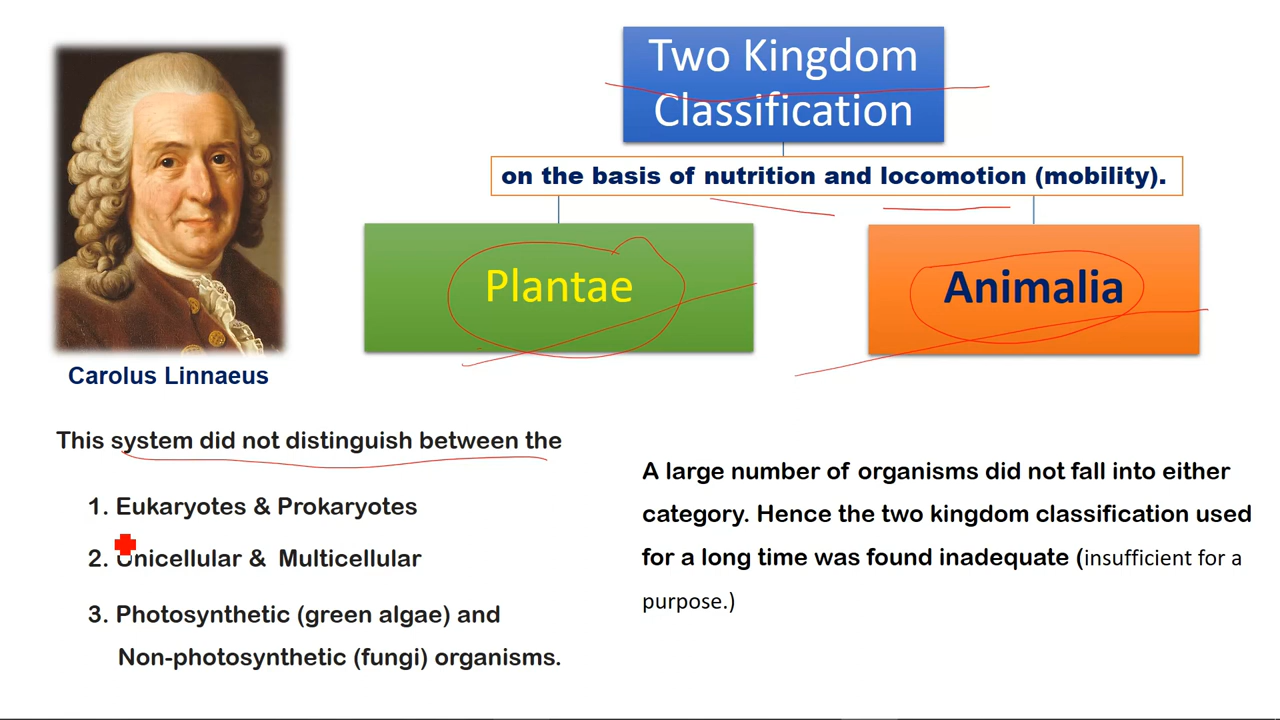 Two Kingdom
Classification
on the basis of nutrition and locomotion (mobility).
Plantae
Animalia
Carolus Linnaeus
This system did not distinguish between the
1. Eukaryotes & Prokaryotes
2. Unicellular & Multicellular
3. Photosynthetic (green algae) and
Non-photosynthetic (fungi) organisms.
A large number of organisms did not fall into either
category. Hence the two kingdom classification used
for a long time was found inadequate (insufficient for a
purpose.)